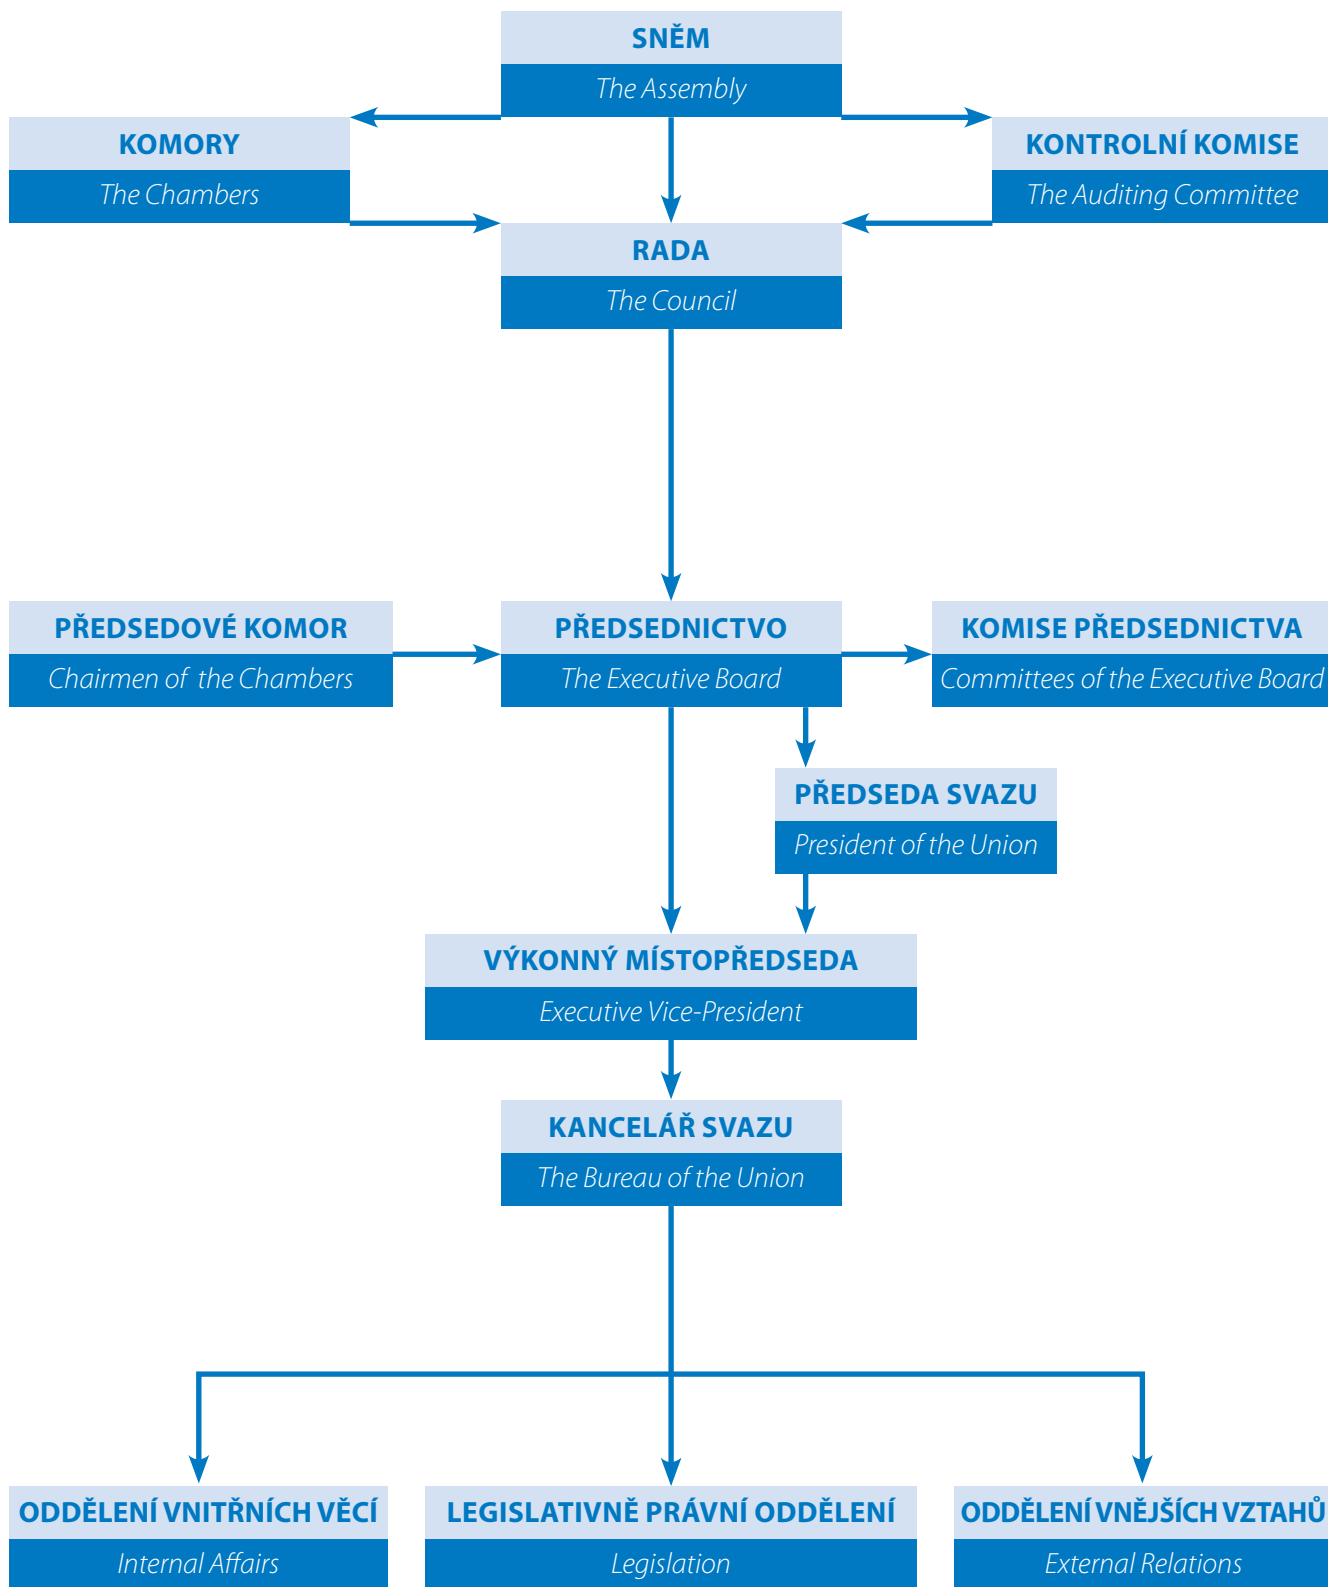 SNĚM
The Assembly
KOMORY
The Chambers
KONTROLNÍ KOMISE
The Auditing Committee
RADA
The Council
PŘEDSEDOVÉ KOMOR
Chairmen of the Chambers
PŘEDSEDNICTVO
The Executive Board
KOMISE PŘEDSEDNICTVA
Committees of the Executive Board
PŘEDSEDA SVAZU
President of the Union
VÝKONNÝ MÍSTOPŘEDSEDA
Executive Vice-President
KANCELÁŘ SVAZU
The Bureau of the Union
ODDĚLENÍ VNITŘNÍCH VĚCÍ
Internal Affairs
LEGISLATIVNĚ PRÁVNÍ ODDĚLENÍ
Legislation
ODDĚLENÍ VNĚJŠÍCH VZTAHŮ
External Relations